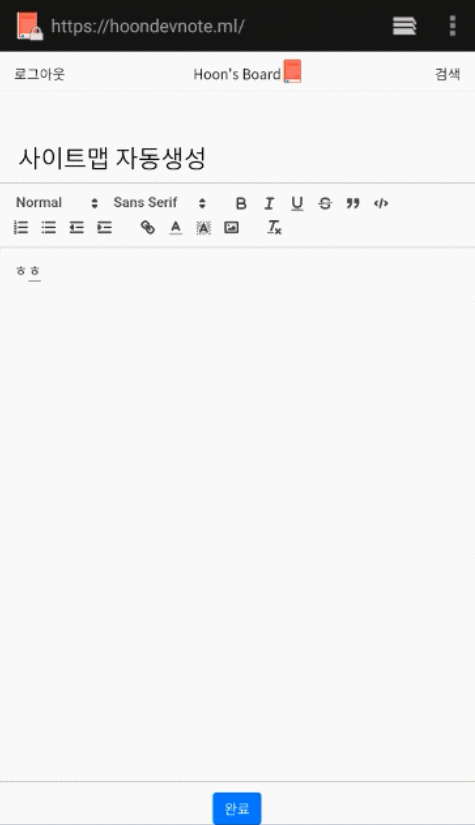 https://hoondevnote.ml/
로그아웃 Hoon's Board 검색
사이트맵 자동생성
Normal Sans Serif B I U S ” </>
A A Tx
ㅎㅎ
완료